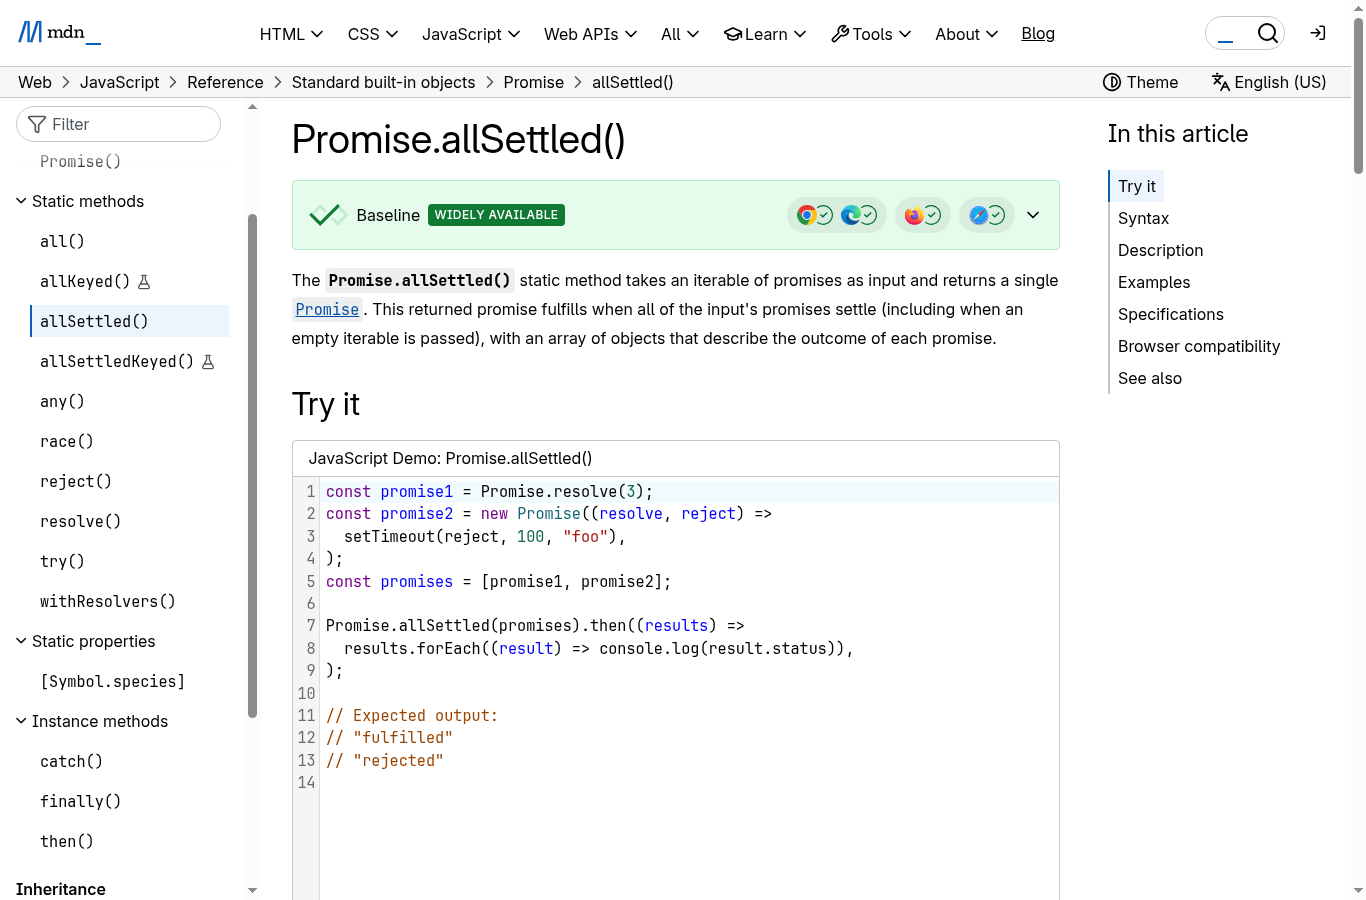 mdn_
HTML CSS JavaScript Web APIs All Learn Tools About Blog
Web JavaScript Reference Standard built-in objects Promise allSettled()
Theme English (US)
Filter
Promise()
Static methods
all()
allKeyed()
allSettled()
allSettledKeyed()
any()
race()
reject()
resolve()
try()
withResolvers()
Static properties
[Symbol.species]
Instance methods
catch()
finally()
then()
Inheritance
Promise.allSettled()
Baseline WIDELY AVAILABLE
The Promise.allSettled() static method takes an iterable of promises as input and returns a single
Promise. This returned promise fulfills when all of the input's promises settle (including when an
empty iterable is passed), with an array of objects that describe the outcome of each promise.
Try it
JavaScript Demo: Promise.allSettled()
1 const promise1 = Promise.resolve(3);
2 const promise2 = new Promise((resolve, reject) =>
3   setTimeout(reject, 100, "foo"),
4 );
5 const promises = [promise1, promise2];
6
7 Promise.allSettled(promises).then((results) =>
8   results.forEach((result) => console.log(result.status)),
9 );
10
11 // Expected output:
12 // "fulfilled"
13 // "rejected"
14
In this article
Try it
Syntax
Description
Examples
Specifications
Browser compatibility
See also